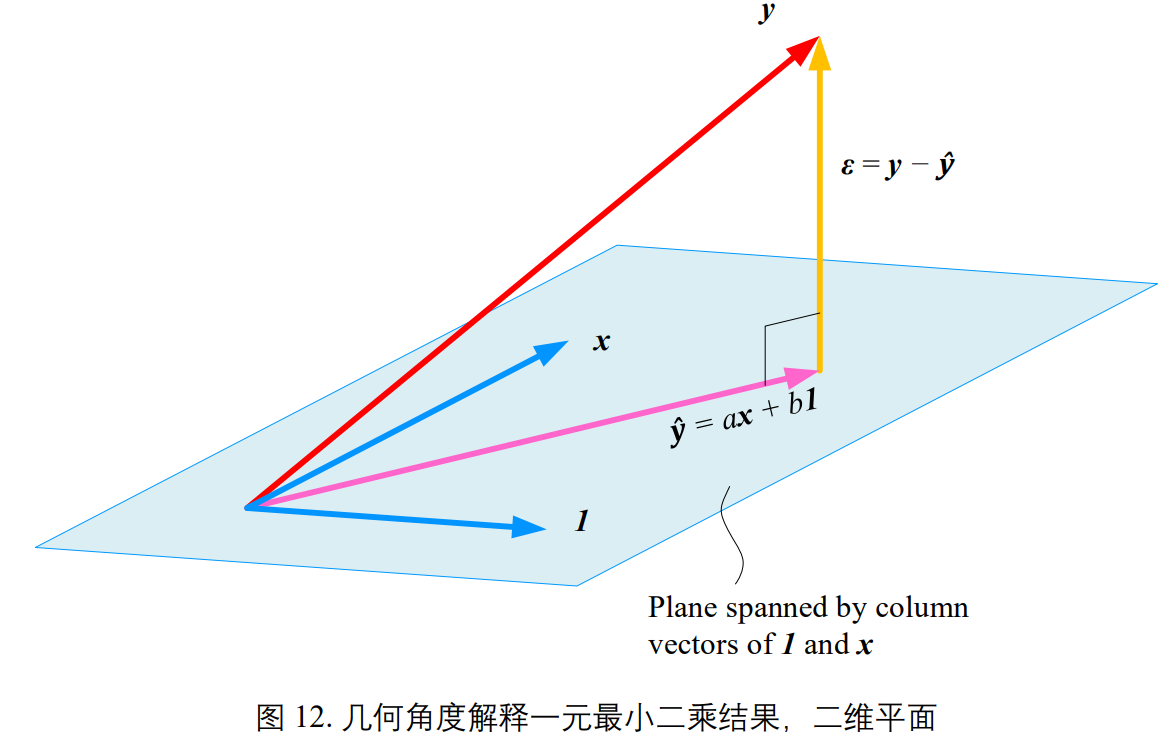 y
ε = y − ŷ
x
ŷ = ax + b1
1
Plane spanned by column
vectors of 1 and x
图 12. 几何角度解释一元最小二乘结果，二维平面